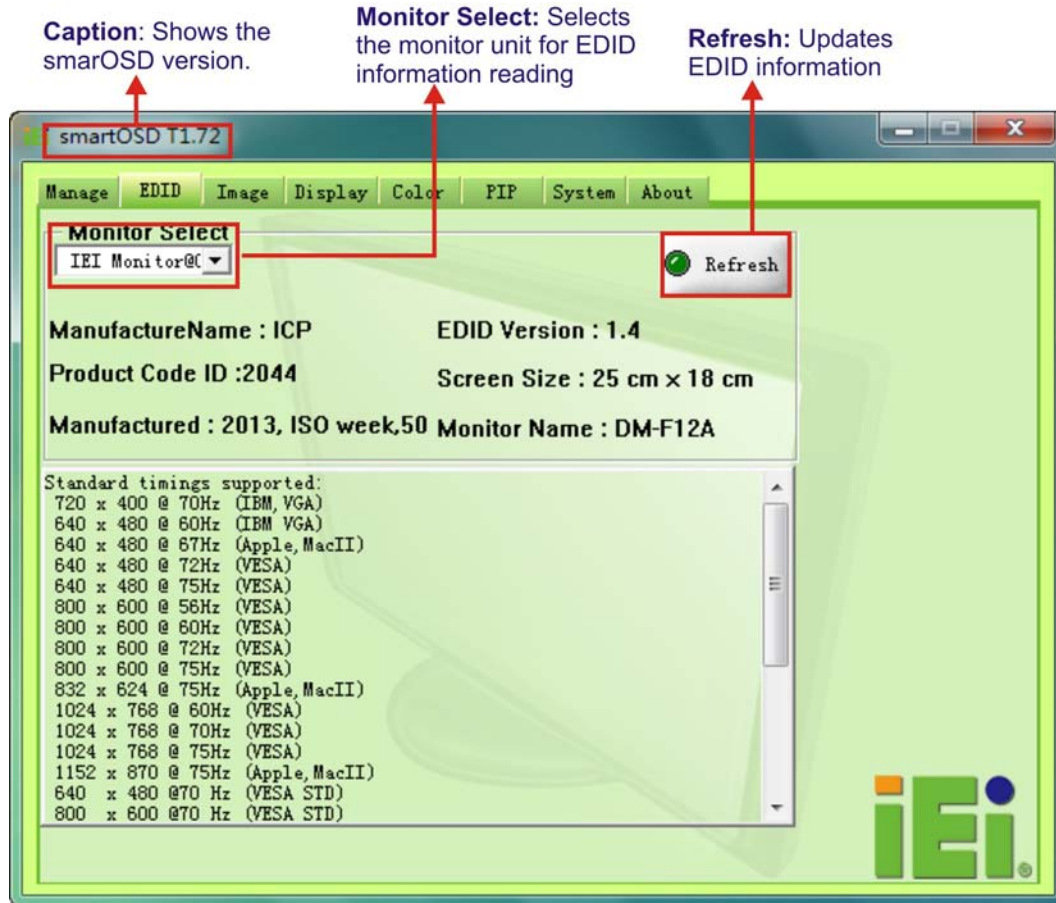 Caption: Shows the
smarOSD version.
Monitor Select: Selects
the monitor unit for EDID
information reading
Refresh: Updates
EDID information
smartOSD T1.72
Manage EDID Image Display Color PIP System About
Monitor Select
IEI Monitor@(
Refresh
ManufactureName : ICP
EDID Version : 1.4
Product Code ID :2044
Screen Size : 25 cm × 18 cm
Manufactured : 2013, ISO week,50
Monitor Name : DM-F12A
Standard timings supported:
720 x 400 @ 70Hz (IBM,VGA)
640 x 480 @ 60Hz (IBM VGA)
640 x 480 @ 67Hz (Apple,MacII)
640 x 480 @ 72Hz (VESA)
640 x 480 @ 75Hz (VESA)
800 x 600 @ 56Hz (VESA)
800 x 600 @ 60Hz (VESA)
800 x 600 @ 72Hz (VESA)
800 x 600 @ 75Hz (VESA)
832 x 624 @ 75Hz (Apple,MacII)
1024 x 768 @ 60Hz (VESA)
1024 x 768 @ 70Hz (VESA)
1024 x 768 @ 75Hz (VESA)
1152 x 870 @ 75Hz (Apple,MacII)
640 x 480 @70 Hz (VESA STD)
800 x 600 @70 Hz (VESA STD)
iEi®